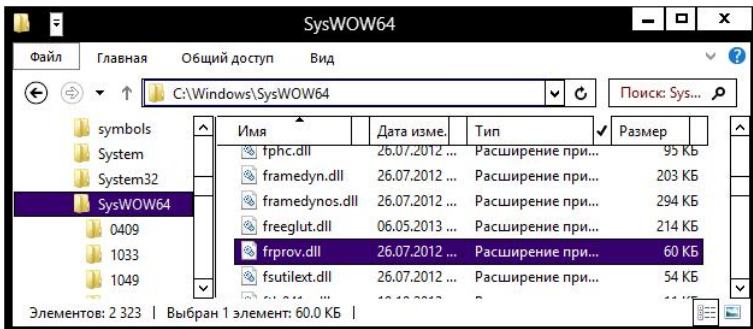 SysWOW64
Файл Главная Общий доступ Вид
C:\Windows\SysWOW64 Поиск: Sys...
Имя Дата изме. Тип Размер
symbols
System
System32
SysWOW64
0409
1033
1049
fphc.dll 26.07.2012 ... Расширение при... 95 КБ
framedyn.dll 26.07.2012 ... Расширение при... 203 КБ
framedynos.dll 26.07.2012 ... Расширение при... 294 КБ
freeglut.dll 06.05.2013 ... Расширение при... 214 КБ
frprov.dll 26.07.2012 ... Расширение при... 60 КБ
fsutilext.dll 26.07.2012 ... Расширение при... 54 КБ
Элементов: 2 323 | Выбран 1 элемент: 60.0 КБ |